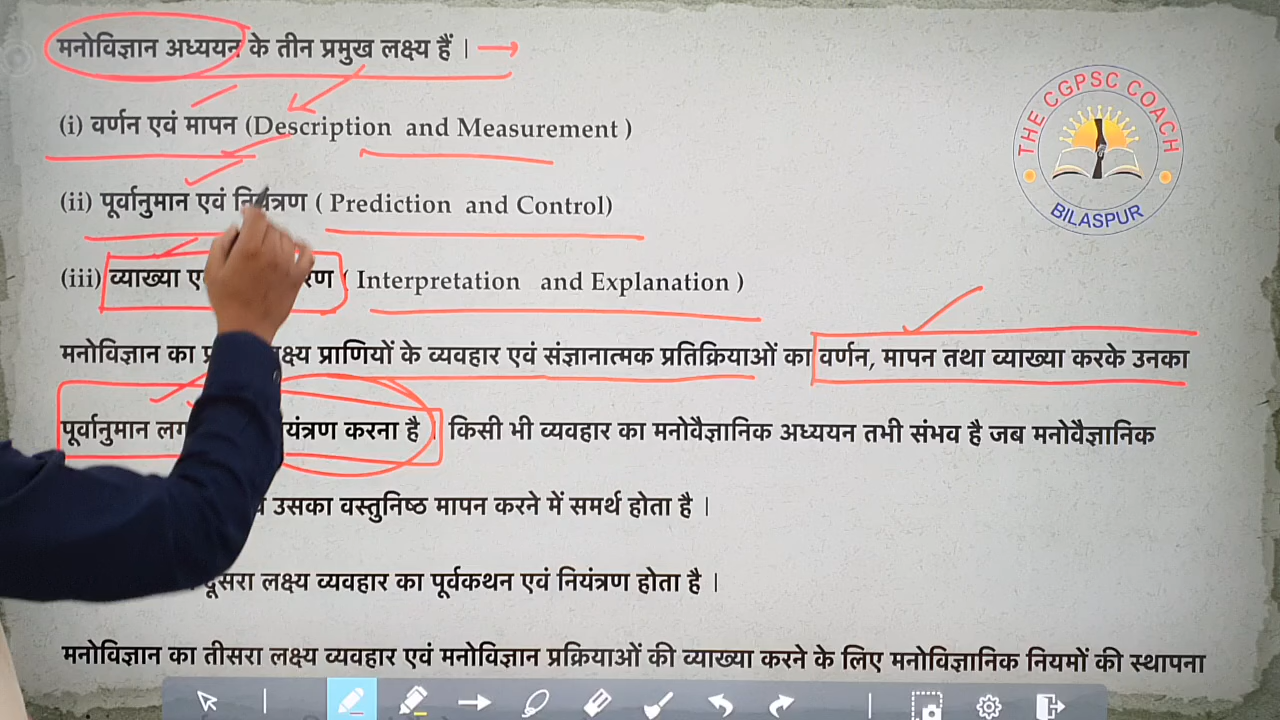 मनोविज्ञान अध्ययन के तीन प्रमुख लक्ष्य हैं ।
(i) वर्णन एवं मापन (Description and Measurement )
(ii) पूर्वानुमान एवं नियंत्रण ( Prediction and Control)
(iii) व्याख्या ( Interpretation and Explanation )
मनोविज्ञान का लक्ष्य प्राणियों के व्यवहार एवं संज्ञानात्मक प्रतिक्रियाओं का वर्णन, मापन तथा व्याख्या करके उनका
पूर्वानुमान करना है । किसी भी व्यवहार का मनोवैज्ञानिक अध्ययन तभी संभव है जब मनोवैज्ञानिक
उसका वस्तुनिष्ठ मापन करने में समर्थ होता है ।
दूसरा लक्ष्य व्यवहार का पूर्वकथन एवं नियंत्रण होता है ।
मनोविज्ञान का तीसरा लक्ष्य व्यवहार एवं मनोविज्ञान प्रक्रियाओं की व्याख्या करने के लिए मनोविज्ञानिक नियमों की स्थापना
THE CGPSC COACH
BILASPUR